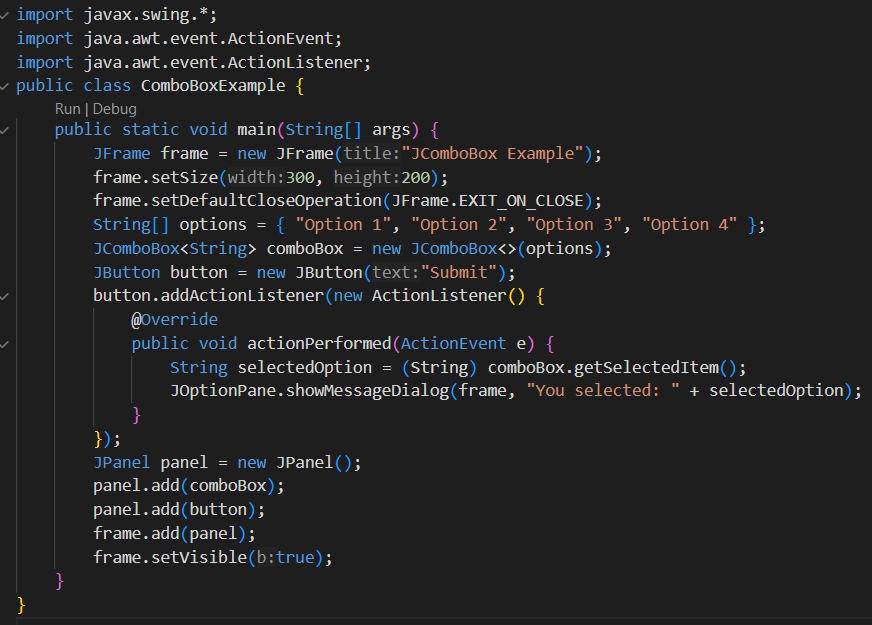 import javax.swing.*;
import java.awt.event.ActionEvent;
import java.awt.event.ActionListener;
public class ComboBoxExample {
Run | Debug
public static void main(String[] args) {
JFrame frame = new JFrame(title:"JComboBox Example");
frame.setSize(width:300, height:200);
frame.setDefaultCloseOperation(JFrame.EXIT_ON_CLOSE);
String[] options = { "Option 1", "Option 2", "Option 3", "Option 4" };
JComboBox<String> comboBox = new JComboBox<>(options);
JButton button = new JButton(text:"Submit");
button.addActionListener(new ActionListener() {
@Override
public void actionPerformed(ActionEvent e) {
String selectedOption = (String) comboBox.getSelectedItem();
JOptionPane.showMessageDialog(frame, "You selected: " + selectedOption);
}
});
JPanel panel = new JPanel();
panel.add(comboBox);
panel.add(button);
frame.add(panel);
frame.setVisible(b:true);
}
}